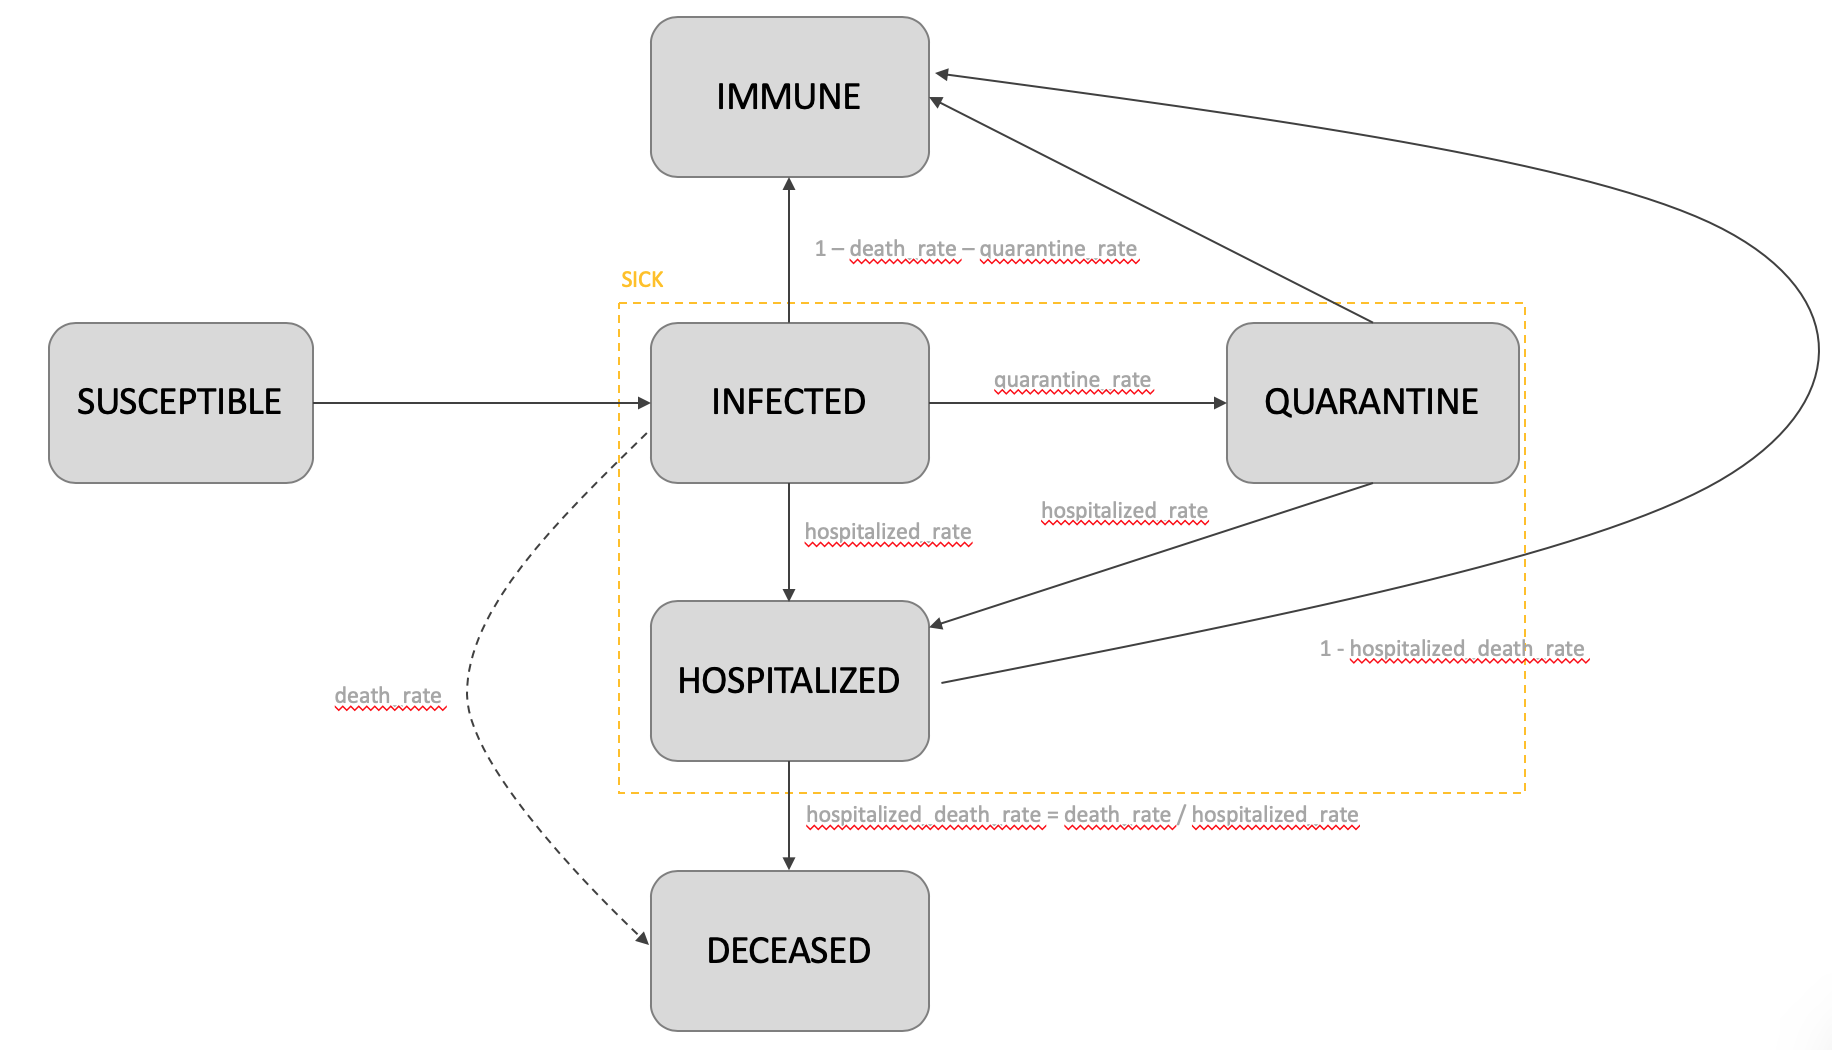 IMMUNE
1 – death_rate – quarantine_rate
SICK
SUSCEPTIBLE
INFECTED
quarantine_rate
QUARANTINE
hospitalized_rate
hospitalized_rate
HOSPITALIZED
1 - hospitalized_death_rate
death_rate
hospitalized_death_rate = death_rate / hospitalized_rate
DECEASED